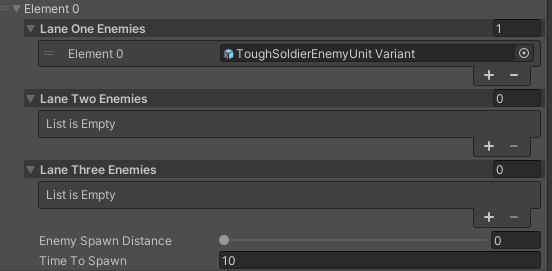 Element 0
Lane One Enemies 1
Element 0 ToughSoldierEnemyUnit Variant
+ −
Lane Two Enemies 0
List is Empty
+ −
Lane Three Enemies 0
List is Empty
+ −
Enemy Spawn Distance 0
Time To Spawn 10